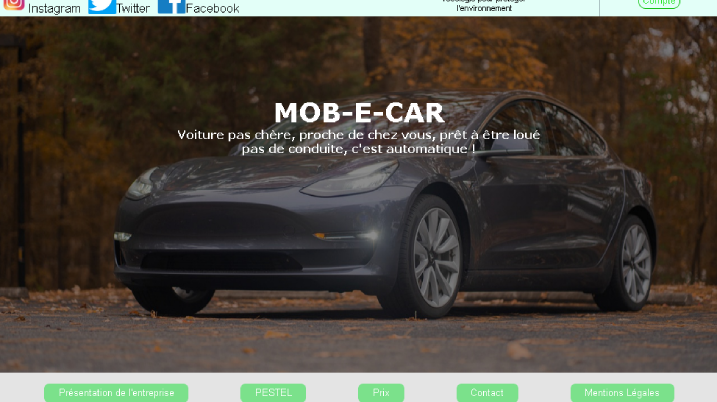 Instagram Twitter Facebook
l'environnement
Compte
MOB-E-CAR
Voiture pas chère, proche de chez vous, prêt à être loué
pas de conduite, c'est automatique !
Présentation de l'entreprise PESTEL Prix Contact Mentions Légales